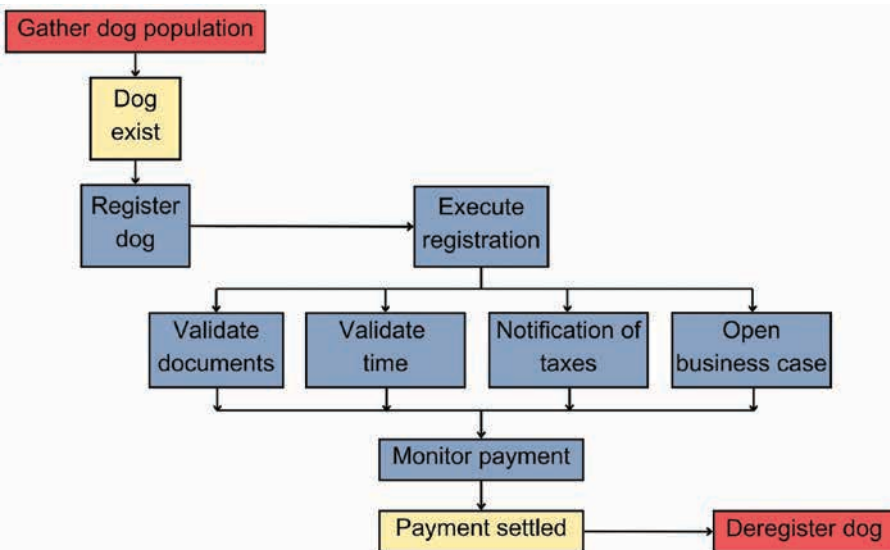 Gather dog population
Dog
exist
Register
dog
Execute
registration
Validate
documents
Validate
time
Notification of
taxes
Open
business case
Monitor payment
Payment settled
Deregister dog